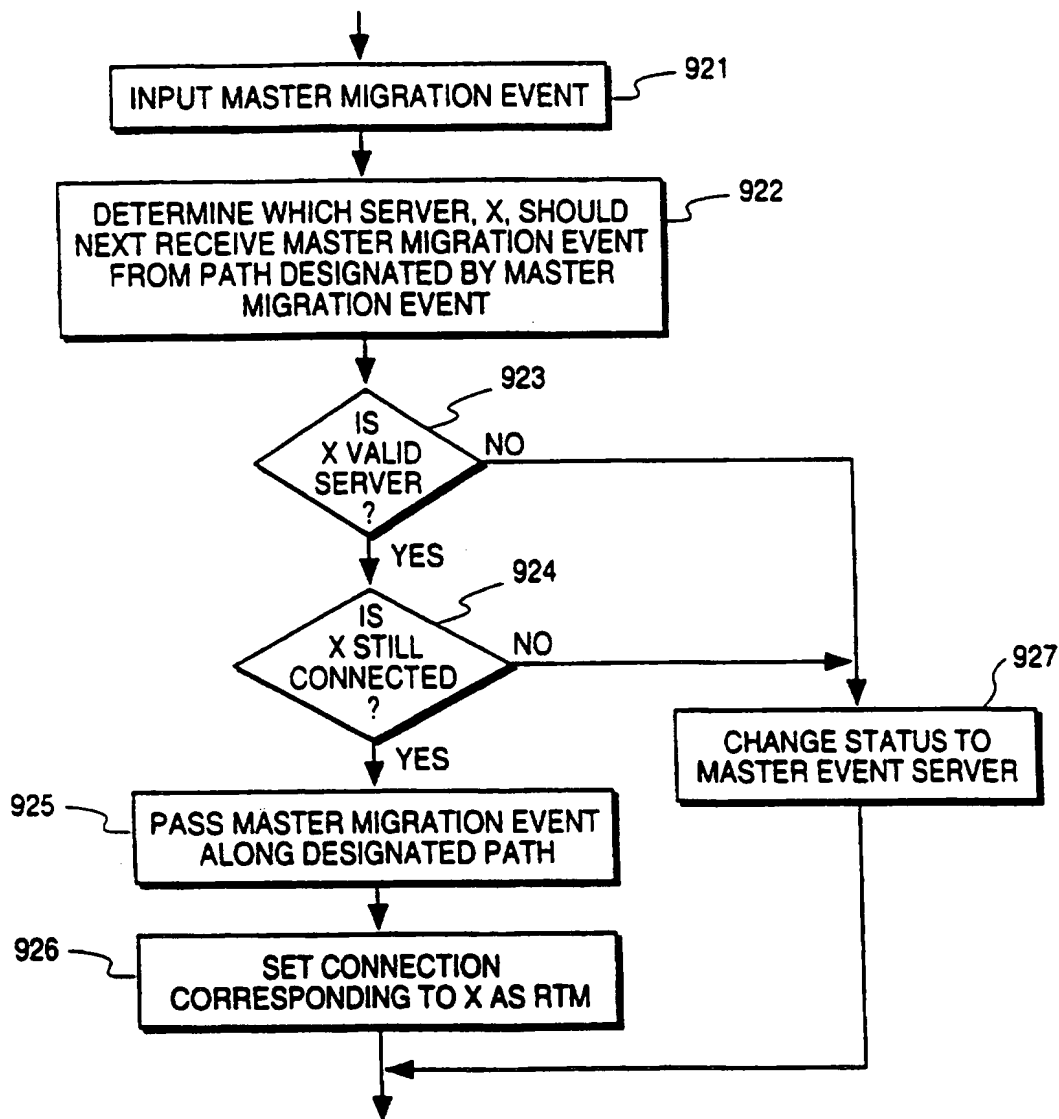 921
INPUT MASTER MIGRATION EVENT
922
DETERMINE WHICH SERVER, X, SHOULD
NEXT RECEIVE MASTER MIGRATION EVENT
FROM PATH DESIGNATED BY MASTER
MIGRATION EVENT
923
IS
X VALID
SERVER
?
NO
YES
924
IS
X STILL
CONNECTED
?
NO
YES
927
CHANGE STATUS TO
MASTER EVENT SERVER
925
PASS MASTER MIGRATION EVENT
ALONG DESIGNATED PATH
926
SET CONNECTION
CORRESPONDING TO X AS RTM